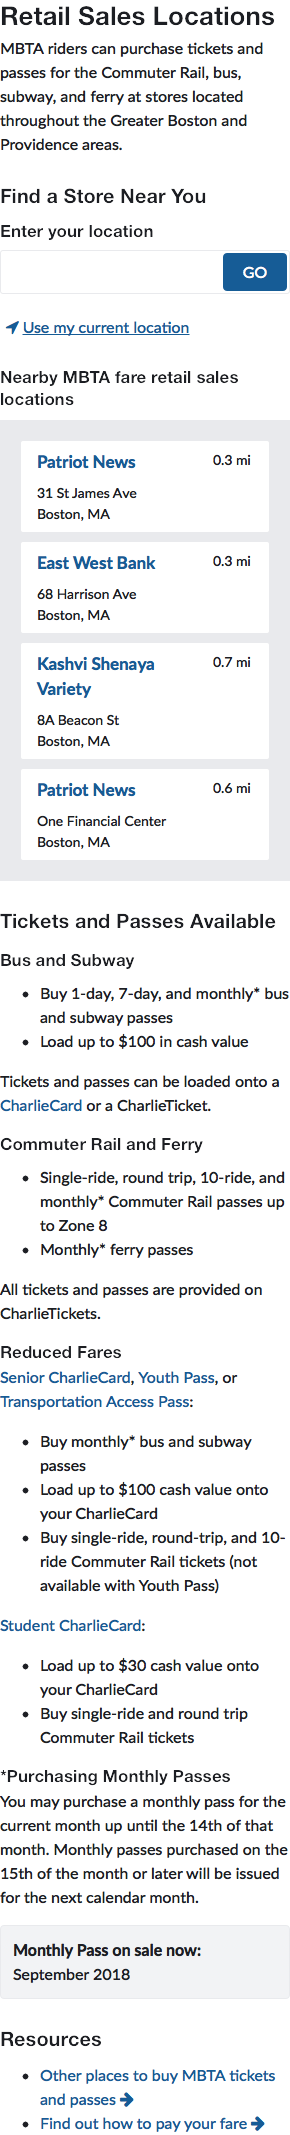 Retail Sales Locations
MBTA riders can purchase tickets and
passes for the Commuter Rail, bus,
subway, and ferry at stores located
throughout the Greater Boston and
Providence areas.
Find a Store Near You
Enter your location
GO
Use my current location
Nearby MBTA fare retail sales
locations
Patriot News 0.3 mi
31 St James Ave
Boston, MA
East West Bank 0.3 mi
68 Harrison Ave
Boston, MA
Kashvi Shenaya 0.7 mi
Variety
8A Beacon St
Boston, MA
Patriot News 0.6 mi
One Financial Center
Boston, MA
Tickets and Passes Available
Bus and Subway
• Buy 1-day, 7-day, and monthly* bus
and subway passes
• Load up to $100 in cash value
Tickets and passes can be loaded onto a
CharlieCard or a CharlieTicket.
Commuter Rail and Ferry
• Single-ride, round trip, 10-ride, and
monthly* Commuter Rail passes up
to Zone 8
• Monthly* ferry passes
All tickets and passes are provided on
CharlieTickets.
Reduced Fares
Senior CharlieCard, Youth Pass, or
Transportation Access Pass:
• Buy monthly* bus and subway
passes
• Load up to $100 cash value onto
your CharlieCard
• Buy single-ride, round-trip, and 10-
ride Commuter Rail tickets (not
available with Youth Pass)
Student CharlieCard:
• Load up to $30 cash value onto
your CharlieCard
• Buy single-ride and round trip
Commuter Rail tickets
*Purchasing Monthly Passes
You may purchase a monthly pass for the
current month up until the 14th of that
month. Monthly passes purchased on the
15th of the month or later will be issued
for the next calendar month.
Monthly Pass on sale now:
September 2018
Resources
• Other places to buy MBTA tickets
and passes
• Find out how to pay your fare